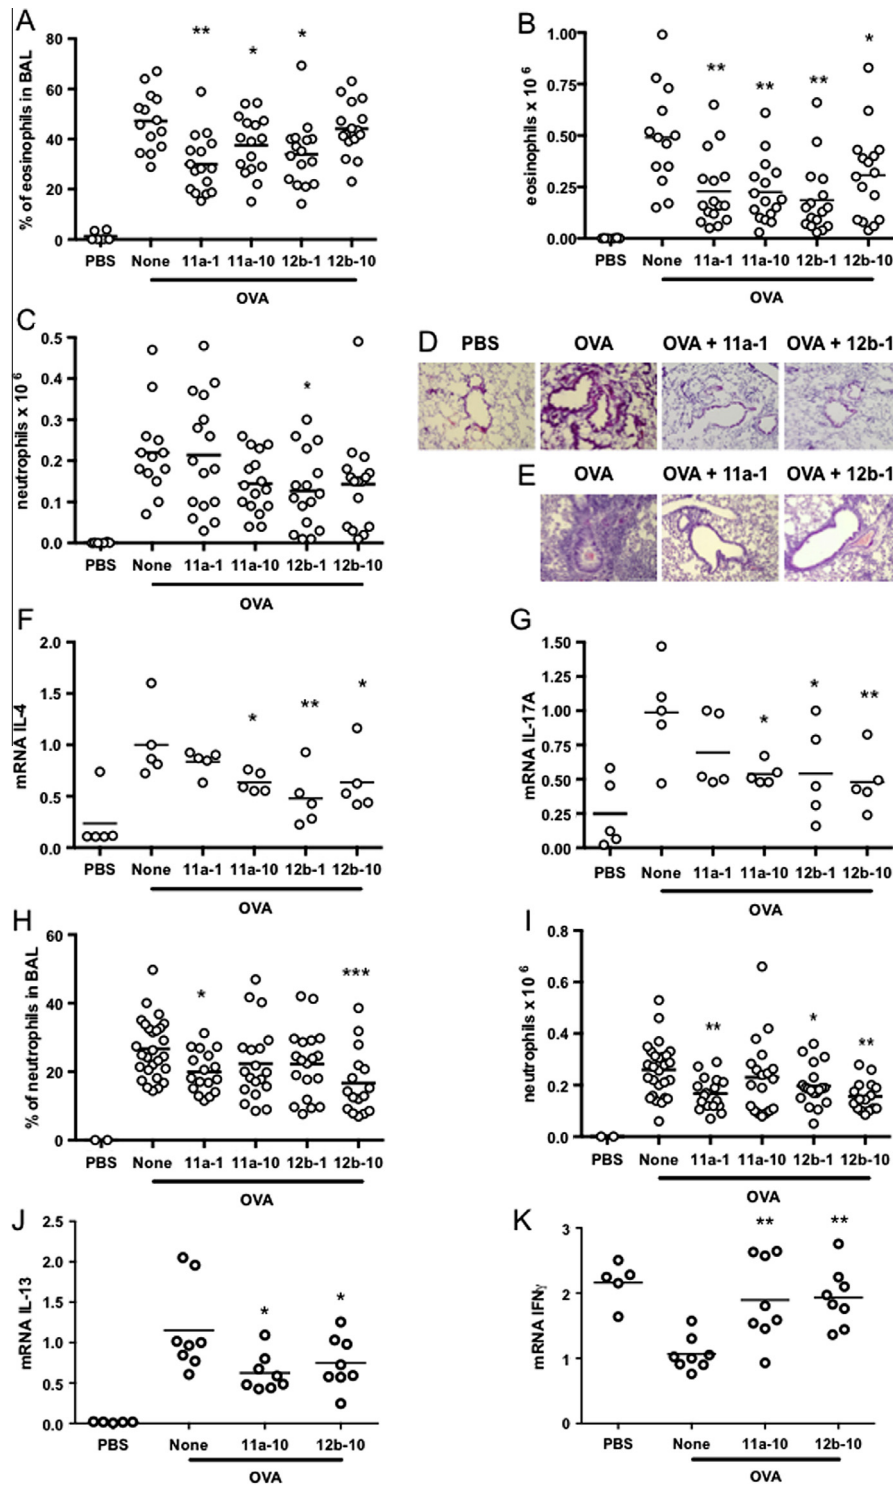 A
% of eosinophils in BAL
80
60
40
20
0
** * *
PBS None 11a-1 11a-10 12b-1 12b-10
OVA
B
eosinophils x 10 6
1.00
0.75
0.50
0.25
0.00
** ** ** *
PBS None 11a-1 11a-10 12b-1 12b-10
OVA
C
neutrophils x 10 6
0.5
0.4
0.3
0.2
0.1
0.0
*
PBS None 11a-1 11a-10 12b-1 12b-10
OVA
D PBS OVA OVA + 11a-1 OVA + 12b-1
E OVA OVA + 11a-1 OVA + 12b-1
F
mRNA IL-4
2.0
1.5
1.0
0.5
0.0
* ** *
PBS None 11a-1 11a-10 12b-1 12b-10
OVA
G
mRNA IL-17A
1.50
1.25
1.00
0.75
0.50
0.25
0.00
* * **
PBS None 11a-1 11a-10 12b-1 12b-10
OVA
H
% of neutrophils in BAL
60
40
20
0
* ***
PBS None 11a-1 11a-10 12b-1 12b-10
OVA
I
neutrophils x 10 6
0.8
0.6
0.4
0.2
0.0
** * **
PBS None 11a-1 11a-10 12b-1 12b-10
OVA
J
mRNA IL-13
2.5
2.0
1.5
1.0
0.5
0.0
* *
PBS None 11a-10 12b-10
OVA
K
mRNA IFNγ
3
2
1
0
** **
PBS None 11a-10 12b-10
OVA